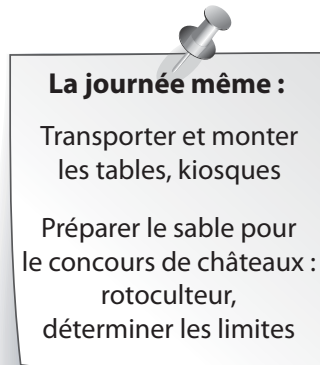 La journée même :
Transporter et monter
les tables, kiosques
Préparer le sable pour
le concours de châteaux :
rotoculteur,
déterminer les limites